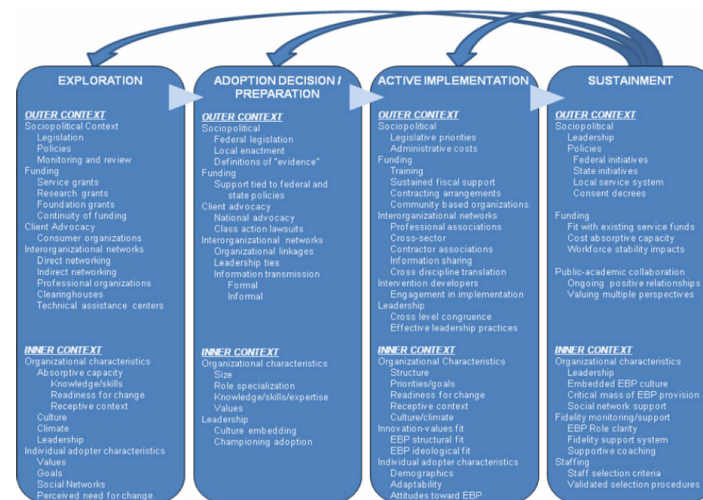 EXPLORATION
OUTER CONTEXT
Sociopolitical Context
Legislation
Policies
Monitoring and review
Funding
Service grants
Research grants
Foundation grants
Continuity of funding
Client Advocacy
Consumer organizations
Interorganizational networks
Direct networking
Indirect networking
Professional organizations
Clearinghouses
Technical assistance centers
INNER CONTEXT
Organizational characteristics
Absorptive capacity
Knowledge/skills
Readiness for change
Receptive context
Culture
Climate
Leadership
Individual adopter characteristics
Values
Goals
Social Networks
Perceived need for change
ADOPTION DECISION /
PREPARATION
OUTER CONTEXT
Sociopolitical
Federal legislation
Local enactment
Definitions of "evidence"
Funding
Support tied to federal and
state policies
Client advocacy
National advocacy
Class action lawsuits
Interorganizational networks
Organizational linkages
Leadership ties
Information transmission
Formal
Informal
INNER CONTEXT
Organizational characteristics
Size
Role specialization
Knowledge/skills/expertise
Values
Leadership
Culture embedding
Championing adoption
ACTIVE IMPLEMENTATION
OUTER CONTEXT
Sociopolitical
Legislative priorities
Administrative costs
Funding
Training
Sustained fiscal support
Contracting arrangements
Community based organizations.
Interorganizational networks
Professional associations
Cross-sector
Contractor associations
Information sharing
Cross discipline translation
Intervention developers
Engagement in implementation
Leadership
Cross level congruence
Effective leadership practices
INNER CONTEXT
Organizational Characteristics
Structure
Priorities/goals
Readiness for change
Receptive context
Culture/climate
Innovation-values fit
EBP structural fit
EBP ideological fit
Individual adopter characteristics
Demographics
Adaptability
Attitudes toward EBP
SUSTAINMENT
OUTER CONTEXT
Sociopolitical
Leadership
Policies
Federal initiatives
State initiatives
Local service system
Consent decrees
Funding
Fit with existing service funds
Cost absorptive capacity
Workforce stability impacts
Public-academic collaboration
Ongoing positive relationships
Valuing multiple perspectives
INNER CONTEXT
Organizational characteristics
Leadership
Embedded EBP culture
Critical mass of EBP provision
Social network support
Fidelity monitoring/support
EBP Role clarity
Fidelity support system
Supportive coaching
Staffing
Staff selection criteria
Validated selection procedures